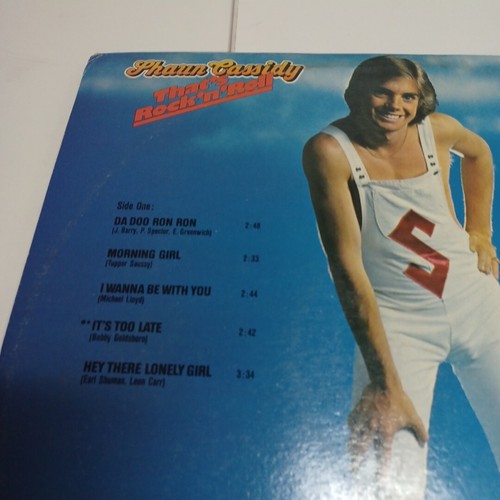 Shaun Cassidy
That's
Rock 'n' Roll
Side One:
DA DOO RON RON 2:46
(J. Barry, P. Spector, E. Greenwich)
MORNING GIRL 2:33
(Tupper Saussy)
I WANNA BE WITH YOU 2:44
(Michael Lloyd)
**IT'S TOO LATE 2:42
(Bobby Goldsboro)
HEY THERE LONELY GIRL 3:34
(Earl Shuman, Leon Carr)
S